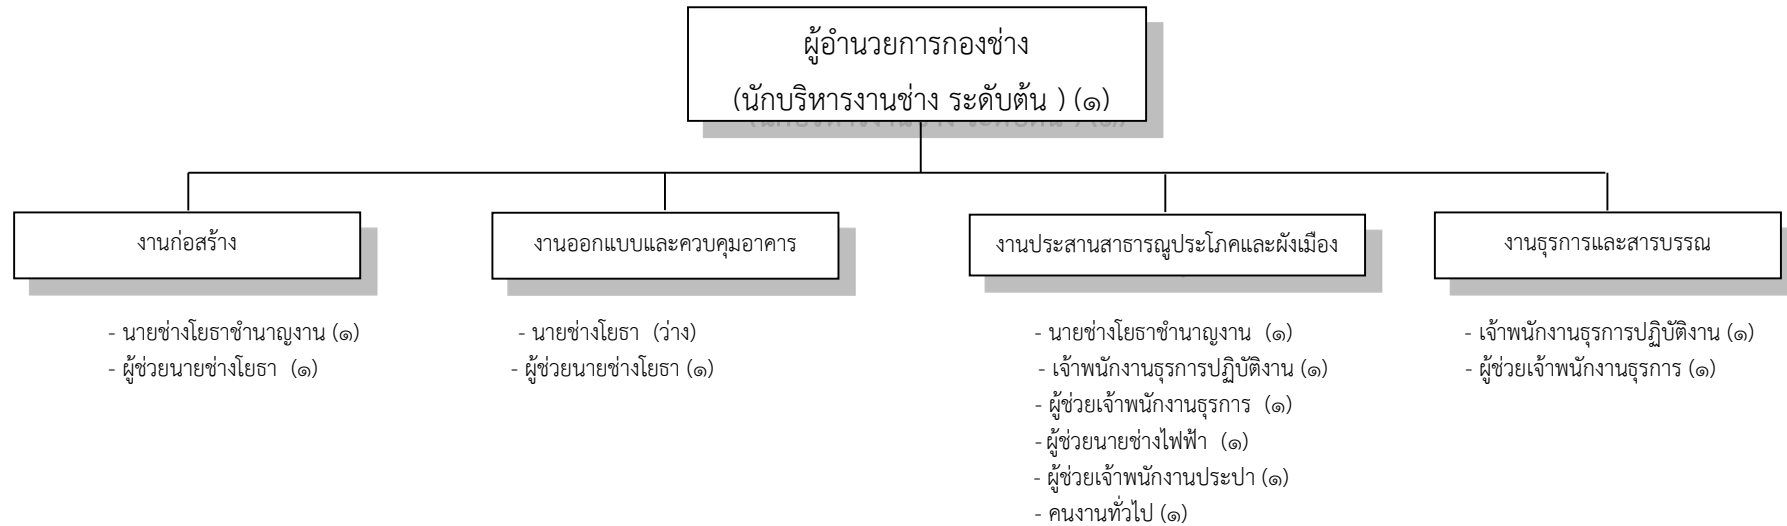 ผู้อำนวยการกองช่าง
(นักบริหารงานช่าง ระดับต้น ) (๑)
งานก่อสร้าง
- นายช่างโยธาชำนาญงาน (๑)
- ผู้ช่วยนายช่างโยธา (๑)
งานออกแบบและควบคุมอาคาร
- นายช่างโยธา (ว่าง)
- ผู้ช่วยนายช่างโยธา (๑)
งานประสานสาธารณูประโภคและผังเมือง
- นายช่างโยธาชำนาญงาน (๑)
- เจ้าพนักงานธุรการปฏิบัติงาน (๑)
- ผู้ช่วยเจ้าพนักงานธุรการ (๑)
- ผู้ช่วยนายช่างไฟฟ้า (๑)
- ผู้ช่วยเจ้าพนักงานประปา (๑)
- คนงานทั่วไป (๑)
งานธุรการและสารบรรณ
- เจ้าพนักงานธุรการปฏิบัติงาน (๑)
- ผู้ช่วยเจ้าพนักงานธุรการ (๑)